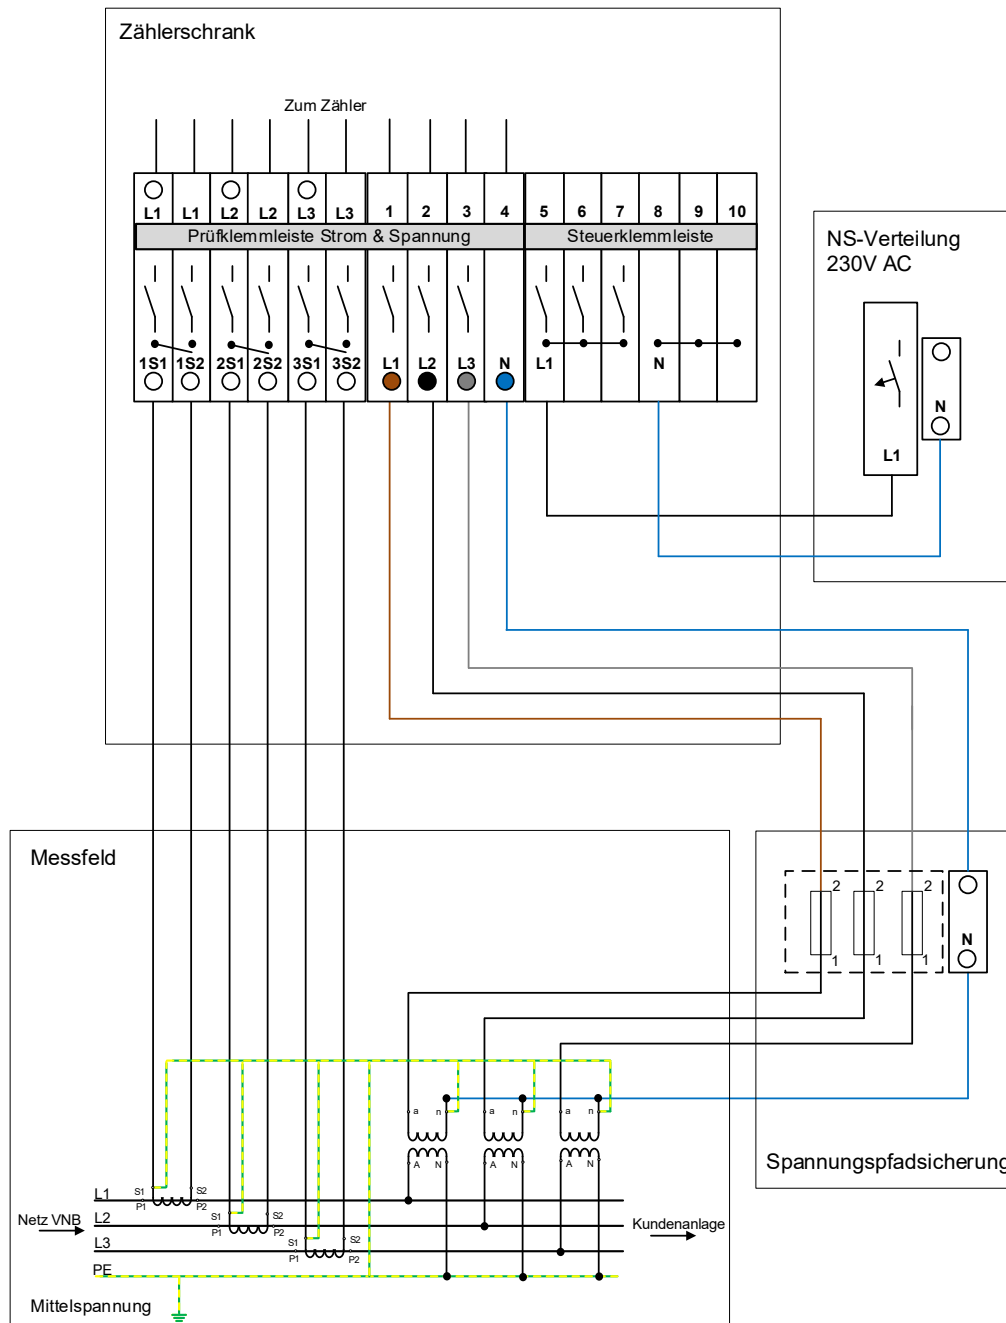 Zählerschrank
Zum Zähler
L1 L1 L2 L2 L3 L3 1 2 3 4 5 6 7 8 9 10
Prüfklemmleiste Strom & Spannung Steuerklemmleiste
1S1 1S2 2S1 2S2 3S1 3S2 L1 L2 L3 N L1 N
NS-Verteilung
230V AC
N
L1
Messfeld
2 2 2
N
1 1 1
a n a n a n
A N A N A N
Spannungspfadsicherung
L1 S1 S2
P1 P2
Netz VNB L2 S1 S2 Kundenanlage
P1 P2
L3 S1 S2
P1 P2
PE
Mittelspannung